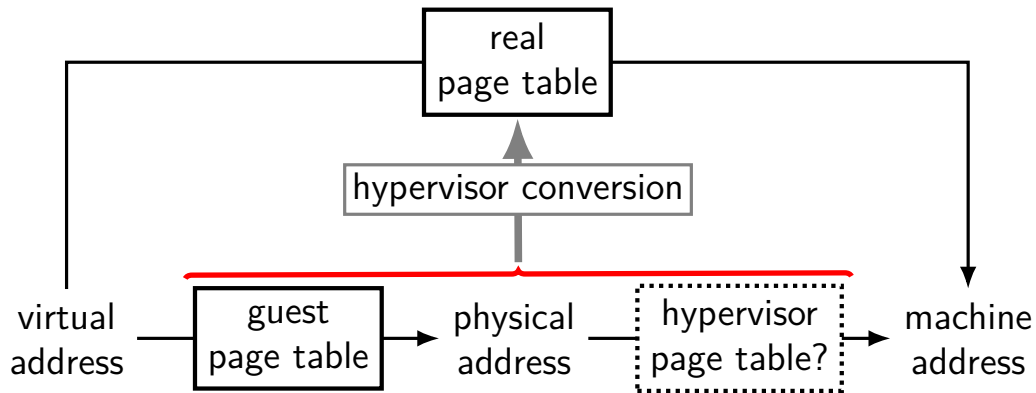 real
page table
hypervisor conversion
virtual
address
guest
page table
physical
address
hypervisor
page table?
machine
address